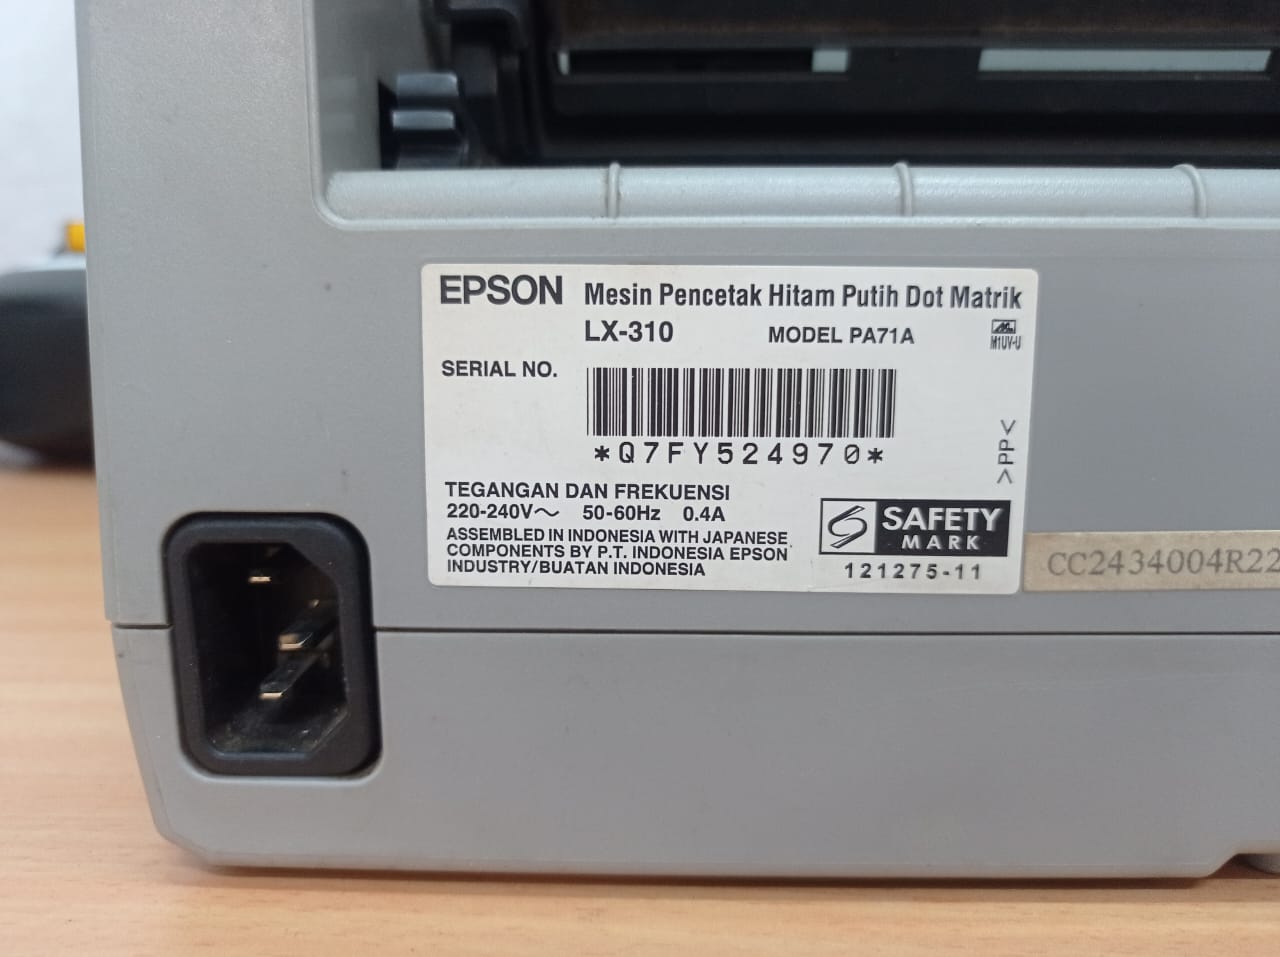 EPSON Mesin Pencetak Hitam Putih Dot Matrik
LX-310 MODEL PA71A
M1UV-U
SERIAL NO.
*Q7FY524970*
>PP<
TEGANGAN DAN FREKUENSI
220-240V～ 50-60Hz 0.4A
ASSEMBLED IN INDONESIA WITH JAPANESE
COMPONENTS BY P.T. INDONESIA EPSON
INDUSTRY/BUATAN INDONESIA
SAFETY
MARK
121275-11
CC2434004R22